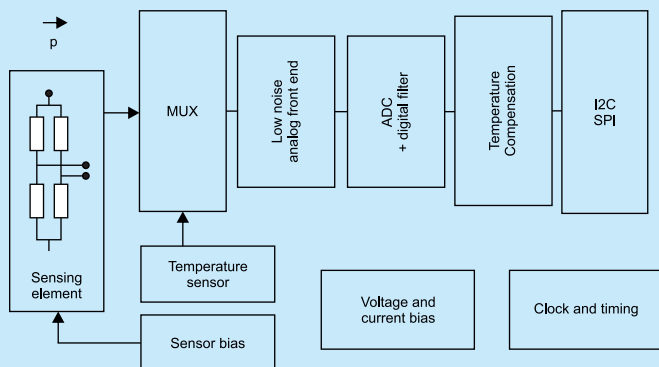 p
MUX
Low noise
analog front end
ADC
+ digital filter
Temperature
Compensation
I2C
SPI
Sensing
element
Temperature
sensor
Sensor bias
Voltage and
current bias
Clock and timing